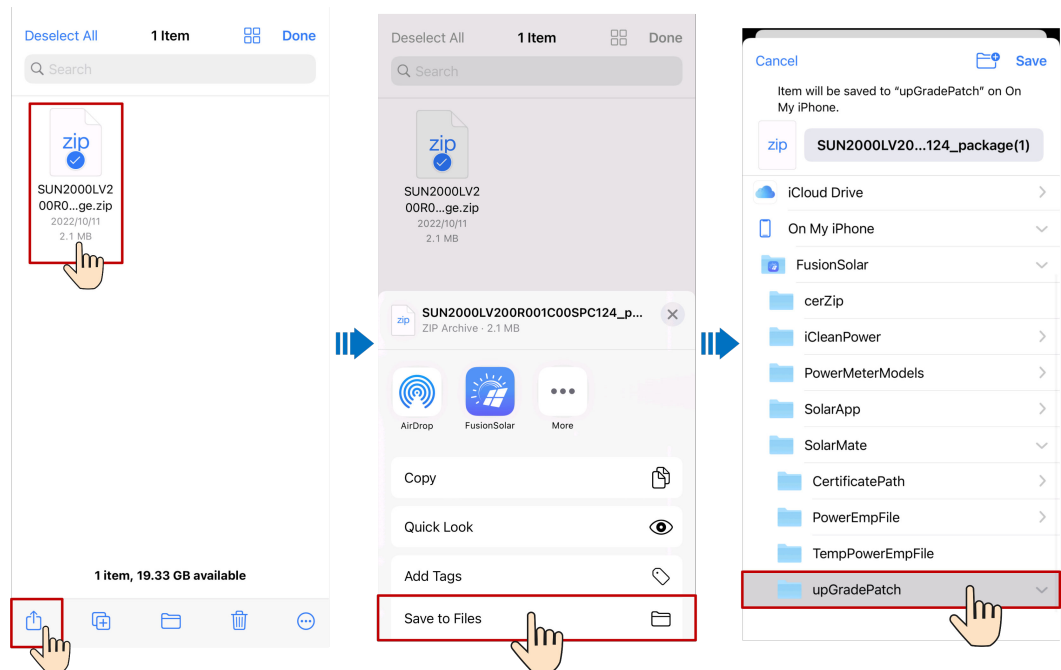 Deselect All 1 Item Done
Search
zip
SUN2000LV2
00R0...ge.zip
2022/10/11
2.1 MB
1 item, 19.33 GB available
Deselect All 1 Item Done
Search
zip
SUN2000LV2
00R0...ge.zip
2022/10/11
2.1 MB
zip
SUN2000LV200R001C00SPC124_p...
ZIP Archive · 2.1 MB
AirDrop FusionSolar More
Copy
Quick Look
Add Tags
Save to Files
Cancel Save
Item will be saved to “upGradePatch” on On
My iPhone.
zip SUN2000LV20...124_package(1)
iCloud Drive
On My iPhone
FusionSolar
cerZip
iCleanPower
PowerMeterModels
SolarApp
SolarMate
CertificatePath
PowerEmpFile
TempPowerEmpFile
upGradePatch